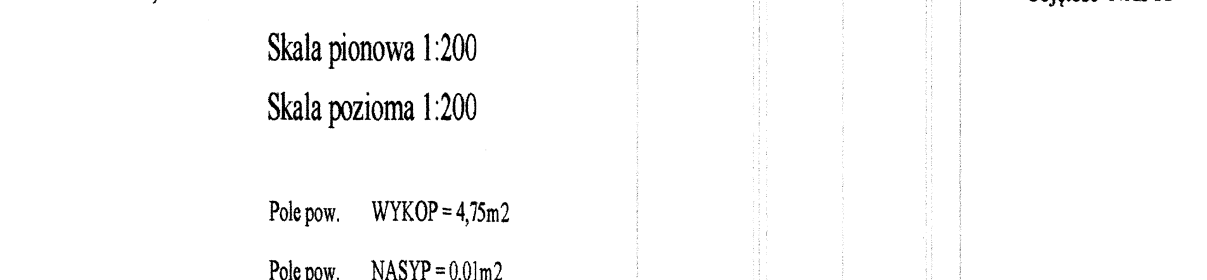 Skala pionowa 1:200
Skala pozioma 1:200
Pole pow. WYKOP = 4,75m2
Pole pow. NASYP = 0,01m2